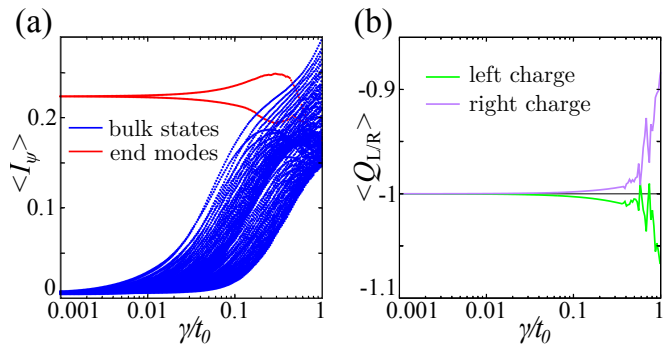 (a)
<I_ψ>
0.2
0.1
0
bulk states
end modes
0.001
0.01
0.1
1
γ/t_0
(b)
<Q_L/R>
-0.9
-1
-1.1
left charge
right charge
0.001
0.01
0.1
1
γ/t_0